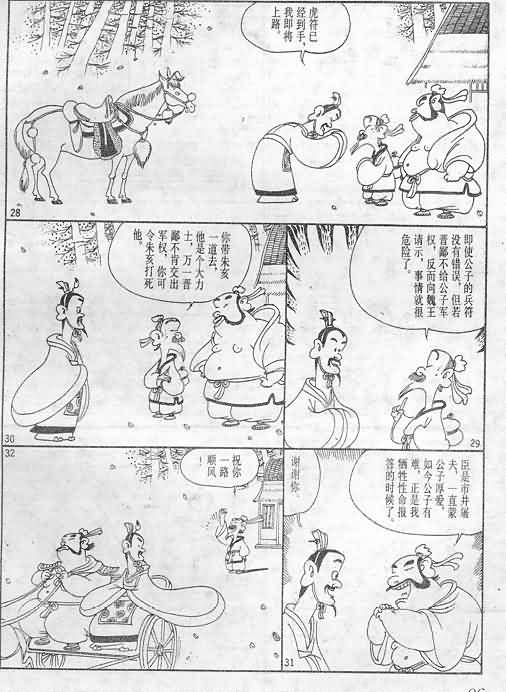 虎符已
经到手，
我即将
上路。
28
即使公子的兵符
没有错误，但若
晋鄙不给公子军
权，反而向魏王
请示，事情就很
危险了。
29
你带朱亥
一道去，
他是个大力
士，万一晋
鄙不肯交出
军权，你可
令朱亥打死
他。
30
臣是市井屠
夫，一直蒙
公子厚爱，
如今公子有
难，正是我
牺牲性命报
答的时候了。
谢谢你。
31
32
祝你
一路
顺风
！